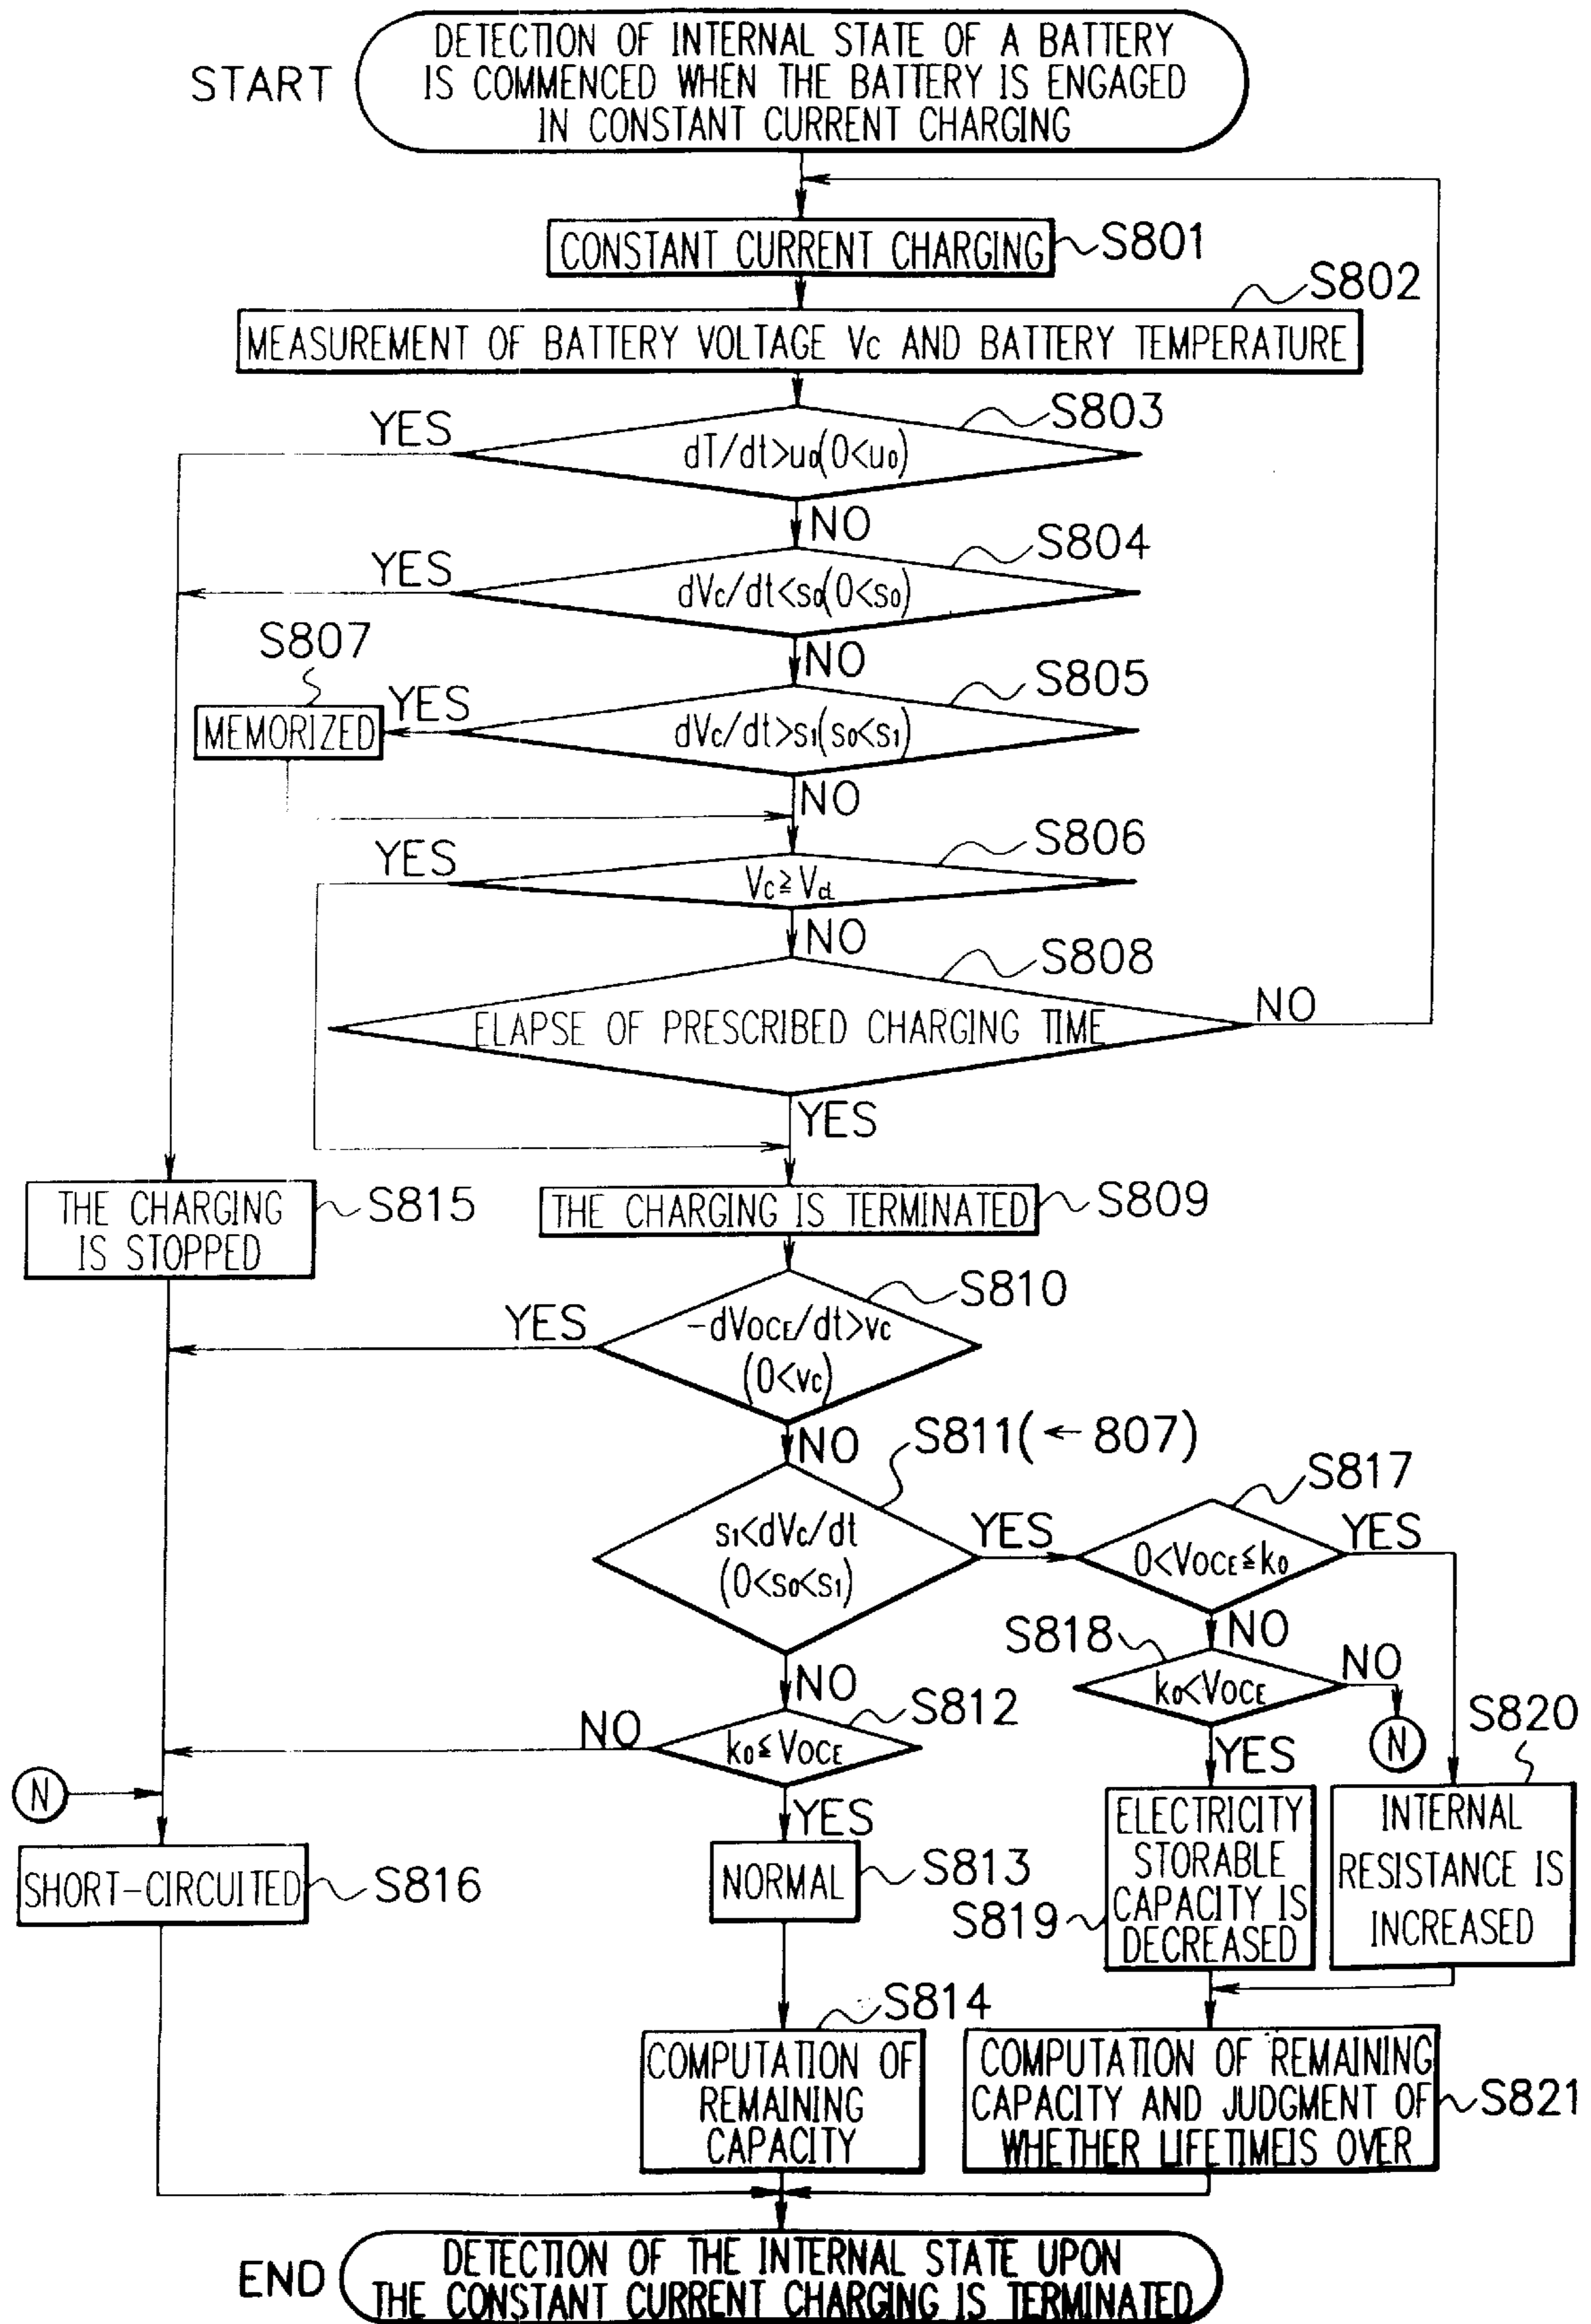 START
DETECTION OF INTERNAL STATE OF A BATTERY
IS COMMENCED WHEN THE BATTERY IS ENGAGED
IN CONSTANT CURRENT CHARGING
CONSTANT CURRENT CHARGING
S801
S802
MEASUREMENT OF BATTERY VOLTAGE Vc AND BATTERY TEMPERATURE
S803
YES
dT/dt>u0(0<u0)
NO
S804
YES
dVc/dt<s0(0<s0)
NO
S807
S805
MEMORIZED
YES
dVc/dt>s1(s0<s1)
NO
S806
YES
Vc≧VcL
NO
S808
ELAPSE OF PRESCRIBED CHARGING TIME
NO
YES
THE CHARGING
IS STOPPED
S815
THE CHARGING IS TERMINATED
S809
S810
YES
-dVOCE/dt>vc
(0<vc)
NO
S811(← 807)
S817
s1<dVc/dt
(0<s0<s1)
YES
0<VOCE≦k0
YES
NO
S818
NO
k0<VOCE
NO
S812
NO
k0≦VOCE
N
S820
YES
N
YES
SHORT-CIRCUITED
S816
NORMAL
S813
ELECTRICITY
STORABLE
CAPACITY IS
DECREASED
S819
INTERNAL
RESISTANCE IS
INCREASED
S814
COMPUTATION OF
REMAINING
CAPACITY
COMPUTATION OF REMAINING
CAPACITY AND JUDGMENT OF
WHETHER LIFETIMEIS OVER
S821
END
DETECTION OF THE INTERNAL STATE UPON
THE CONSTANT CURRENT CHARGING IS TERMINATED